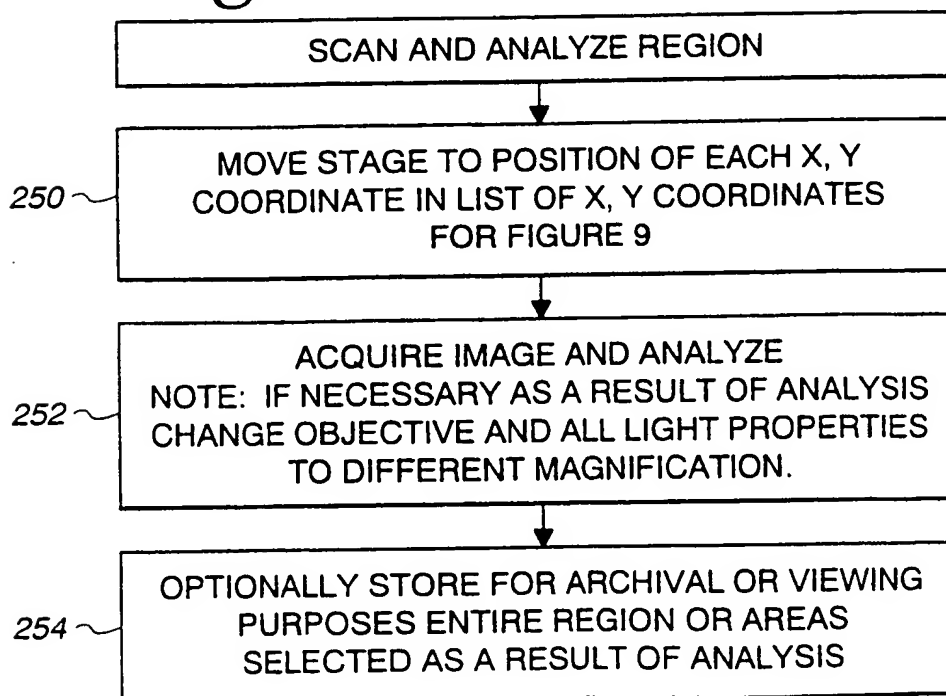 SCAN AND ANALYZE REGION
250
MOVE STAGE TO POSITION OF EACH X, Y
COORDINATE IN LIST OF X, Y COORDINATES
FOR FIGURE 9
252
ACQUIRE IMAGE AND ANALYZE
NOTE: IF NECESSARY AS A RESULT OF ANALYSIS
CHANGE OBJECTIVE AND ALL LIGHT PROPERTIES
TO DIFFERENT MAGNIFICATION.
254
OPTIONALLY STORE FOR ARCHIVAL OR VIEWING
PURPOSES ENTIRE REGION OR AREAS
SELECTED AS A RESULT OF ANALYSIS